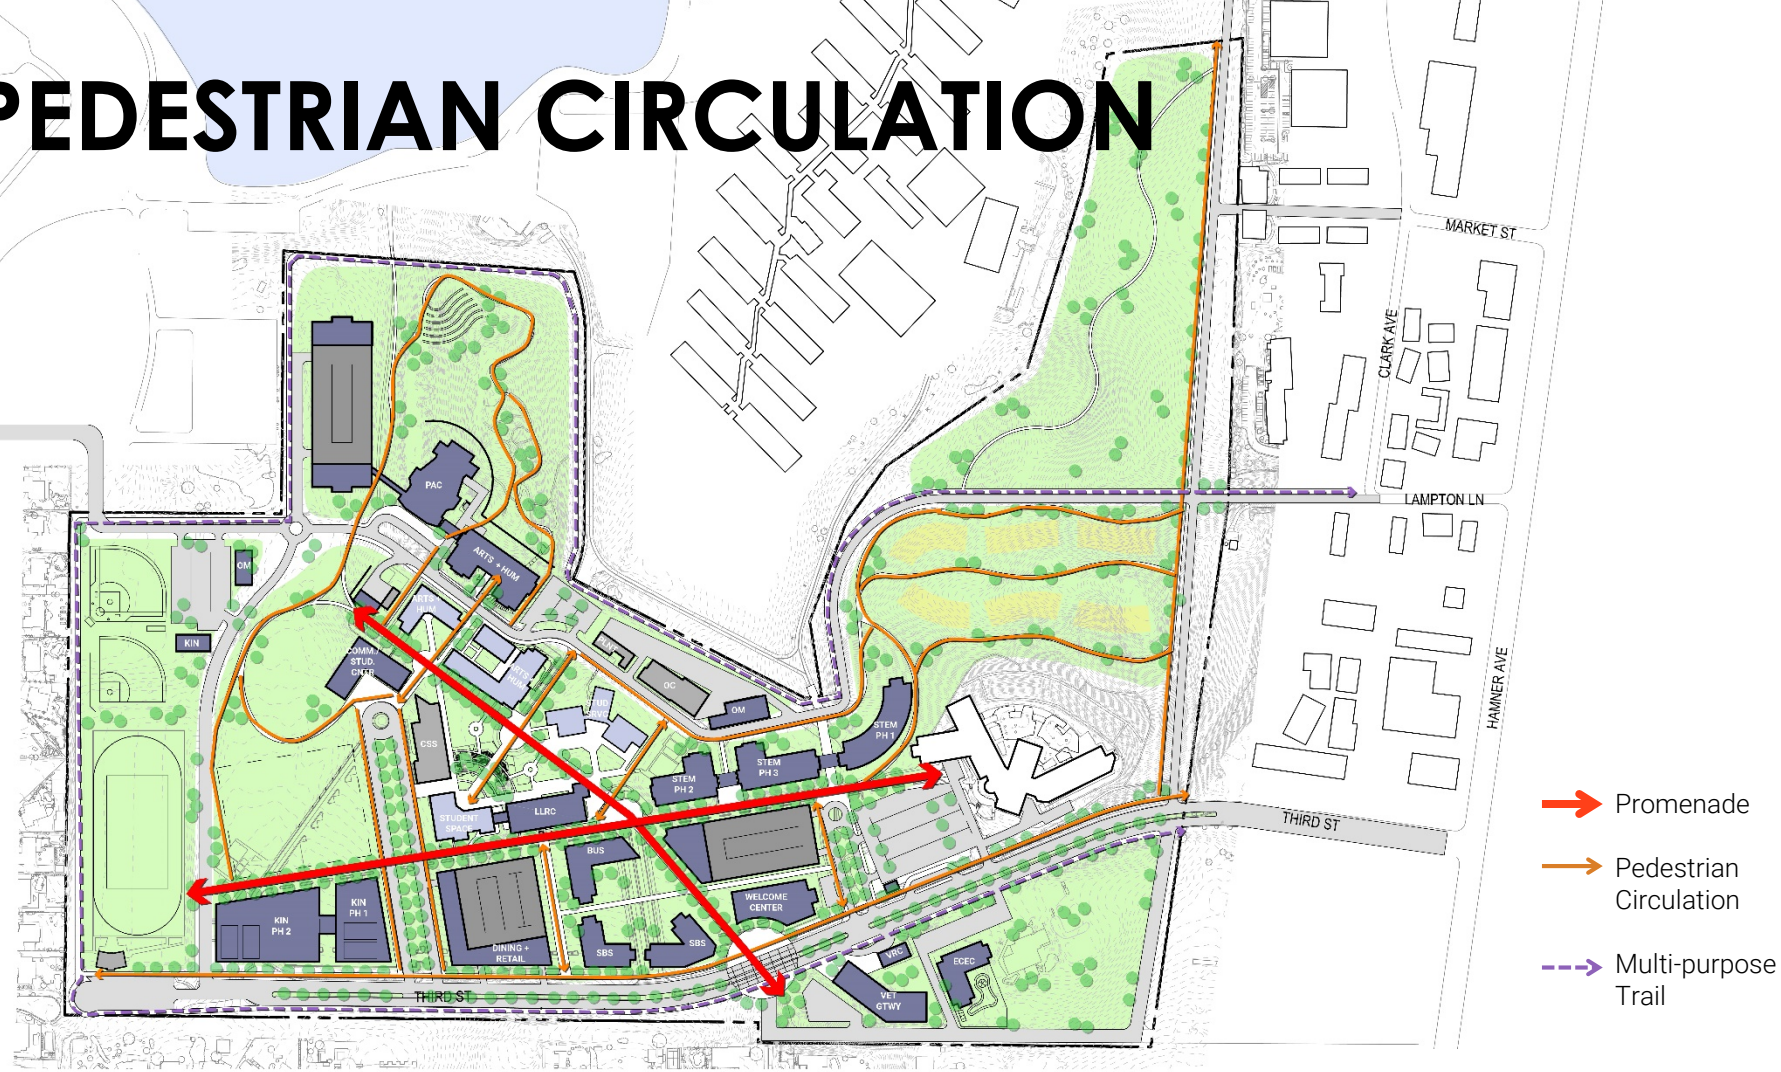 PEDESTRIAN CIRCULATION
MARKET ST
CLARK AVE
LAMPTON LN
HAMNER AVE
THIRD ST
THIRD ST
PAC
ARTS + HUM
OM
KIN
COMM./
STUD.
CNTR
HUM
OC
OM
CSS
STEM
PH 1
STEM
PH 3
STEM
PH 2
LLRC
STUDENT
SPACE
BUS
KIN
PH 1
KIN
PH 2
DINING +
RETAIL
WELCOME
CENTER
SBS
SBS
VRC
ECEC
VET
GTWY
Promenade
Pedestrian
Circulation
Multi-purpose
Trail